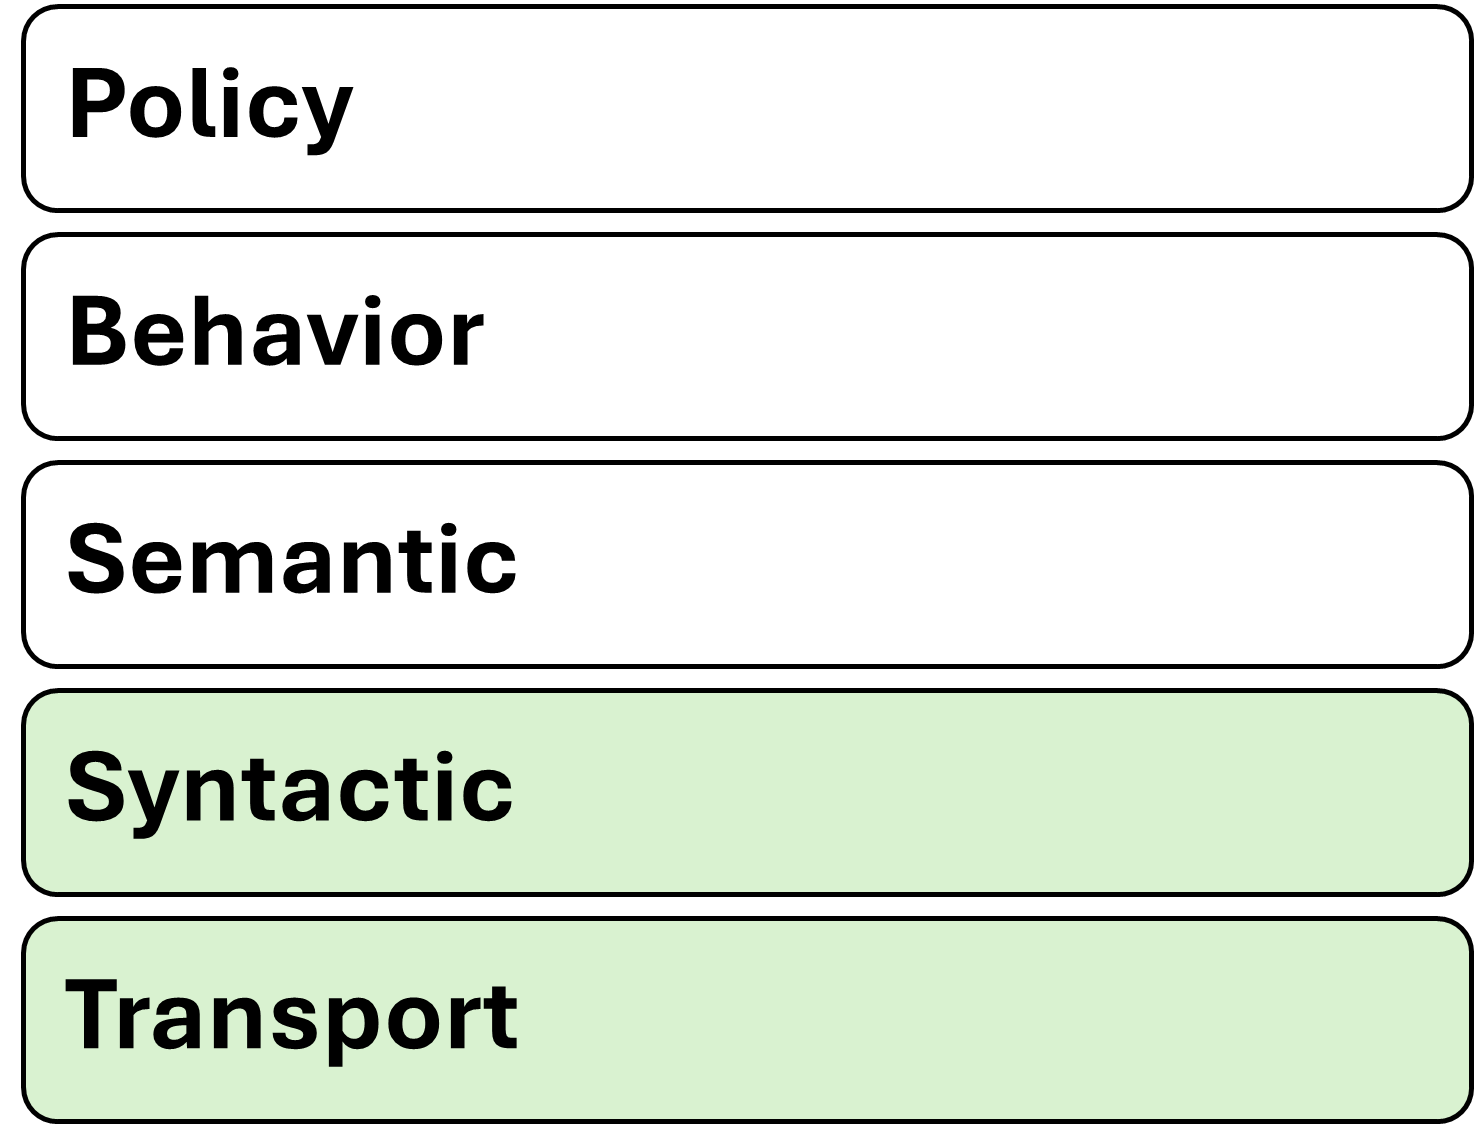 Policy
Behavior
Semantic
Syntactic
Transport